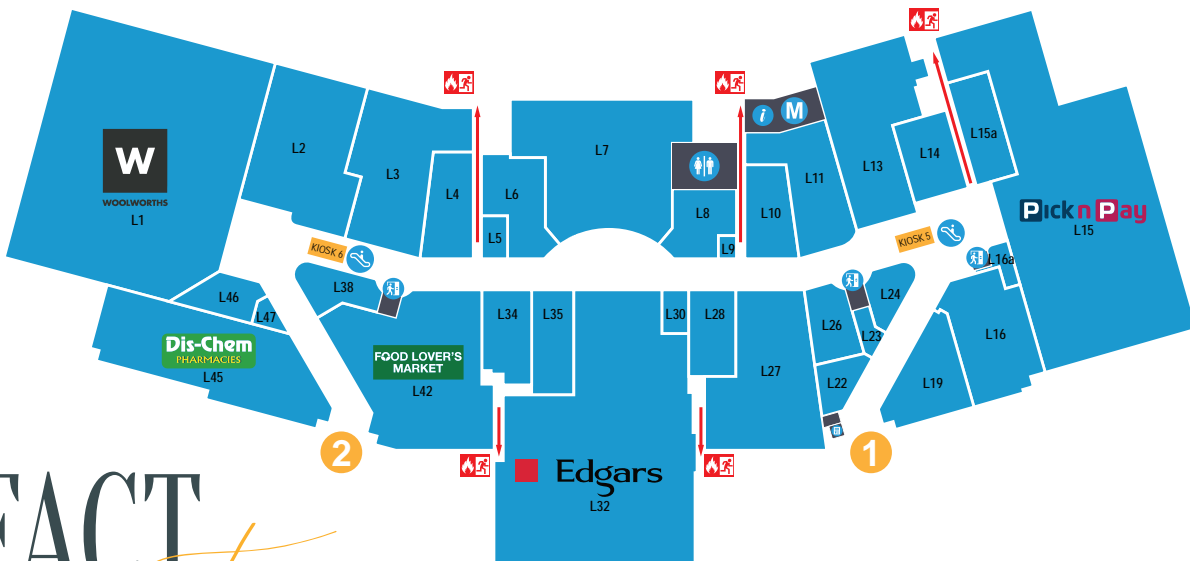 W
WOOLWORTHS
L1
L2
L3
L4
L5
L6
L7
L8
L9
i
M
L10
L11
L13
L14
L15a
Pick n Pay
L15
KIOSK 6
KIOSK 5
L16a
L46
L47
L38
L34
L35
L30
L28
L26
L24
L23
L22
L27
L19
L16
Dis-Chem
PHARMACIES
L45
FOOD LOVER'S
MARKET
L42
2
1
Edgars
L32
FACT